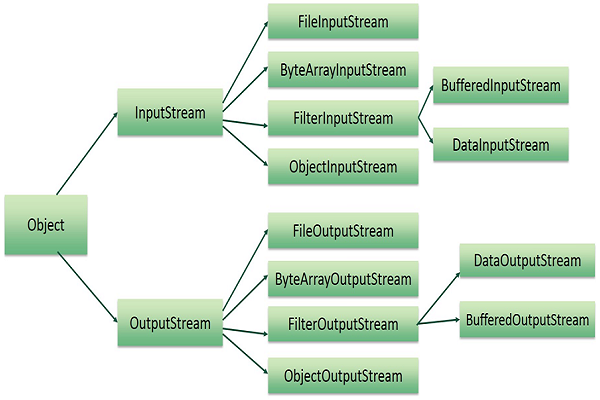 FileInputStream
ByteArrayInputStream
BufferedInputStream
InputStream
FilterInputStream
DataInputStream
ObjectInputStream
Object
FileOutputStream
DataOutputStream
ByteArrayOutputStream
OutputStream
FilterOutputStream
BufferedOutputStream
ObjectOutputStream